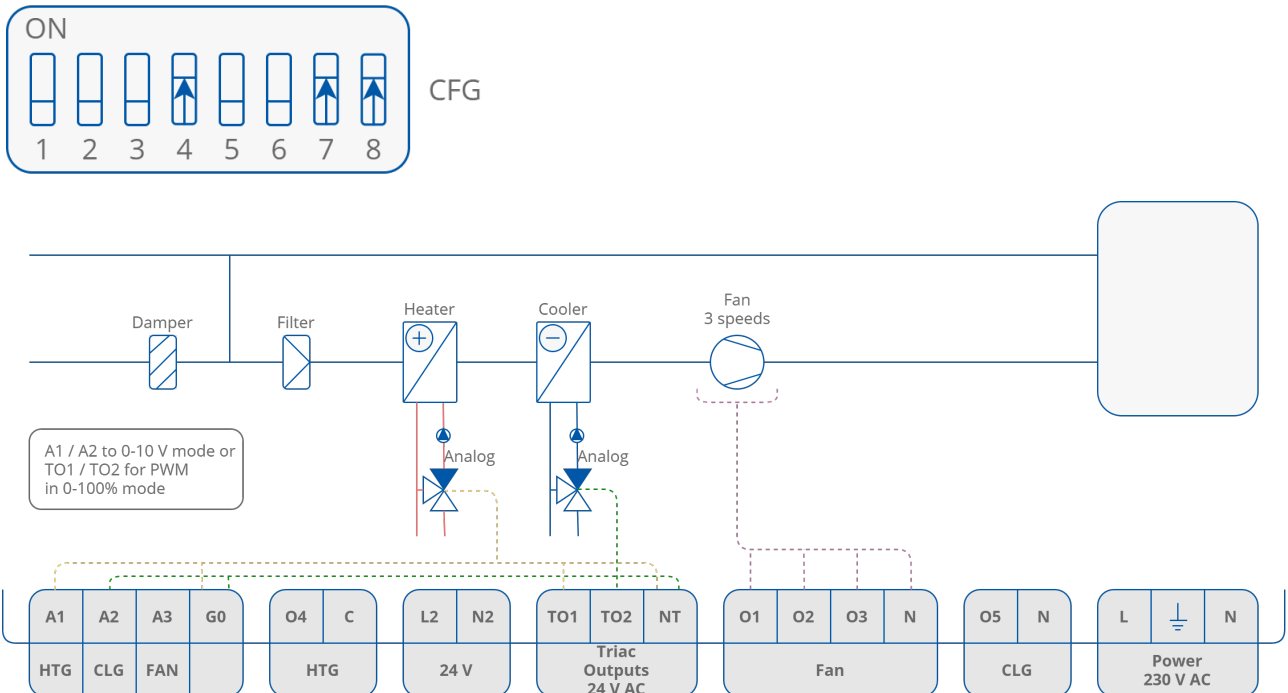 ON
1 2 3 4 5 6 7 8
CFG
Damper
Filter
Heater
Cooler
Fan
3 speeds
Analog
Analog
A1 / A2 to 0-10 V mode or
TO1 / TO2 for PWM
in 0-100% mode
A1 A2 A3 G0
HTG CLG FAN
O4 C
HTG
L2 N2
24 V
TO1 TO2 NT
Triac
Outputs
24 V AC
O1 O2 O3 N
Fan
O5 N
CLG
L N
Power
230 V AC